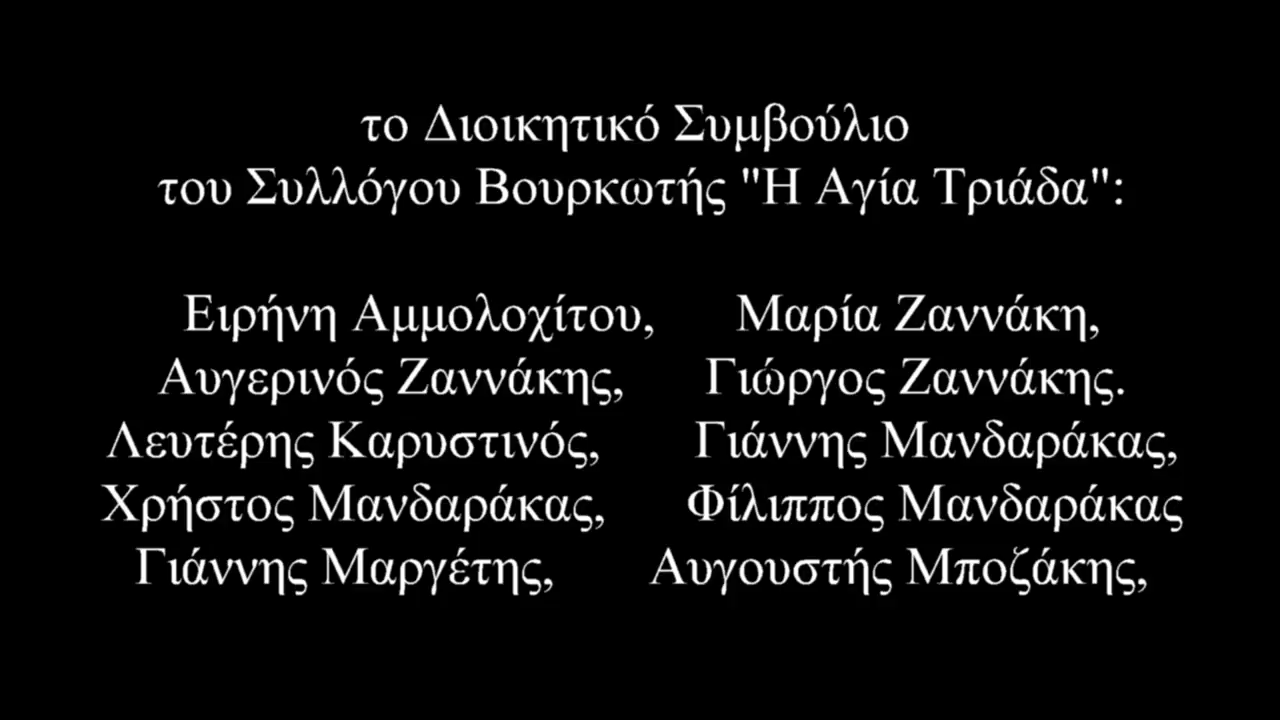 το Διοικητικό Συμβούλιο
του Συλλόγου Βουρκωτής "Η Αγία Τριάδα":
Ειρήνη Αμμολοχίτου, Μαρία Ζαννάκη,
Αυγερινός Ζαννάκης, Γιώργος Ζαννάκης.
Λευτέρης Καρυστινός, Γιάννης Μανδαράκας,
Χρήστος Μανδαράκας, Φίλιππος Μανδαράκας
Γιάννης Μαργέτης, Αυγουστής Μποζάκης,